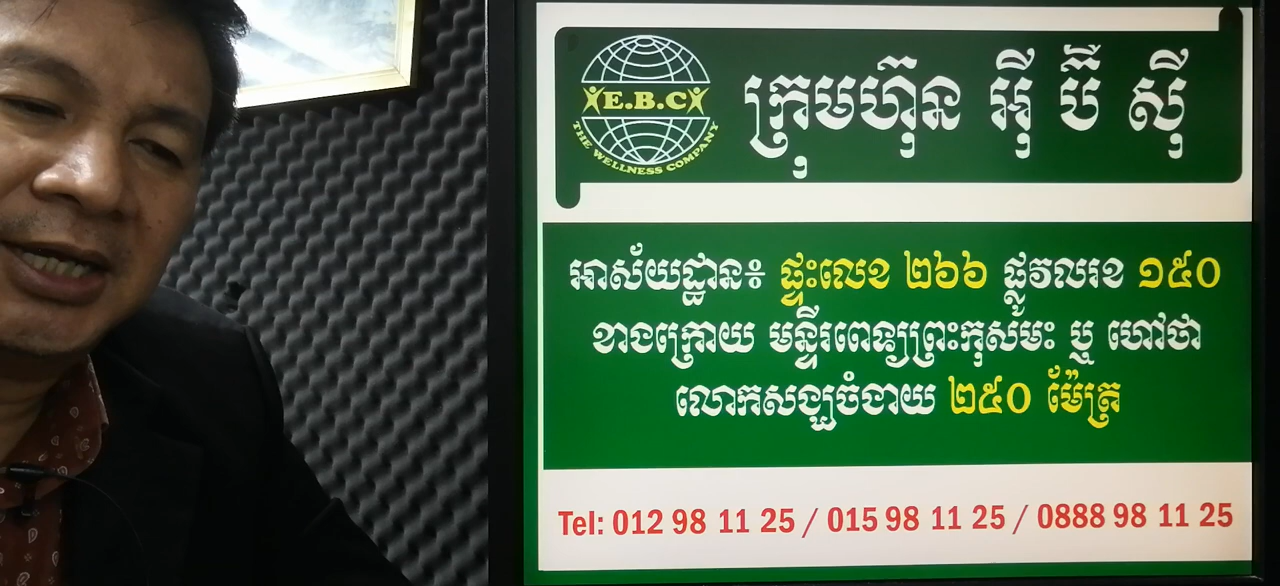 E.B.C
THE WELLNESS COMPANY
ក្រុមហ៊ុន អ៊ី ប៊ី ស៊ី
អាស័យដ្ឋាន៖ ផ្ទះលេខ ២៦៦ ផ្លូវលរខ ១៥០
ខាងក្រោយ មន្ទីរពេទ្យព្រះកុសមះ ឬ ហៅថា
លោកសង្ឃចំងាយ ២៥០ ម៉ែត្រ
Tel: 012 98 11 25 / 015 98 11 25 / 0888 98 11 25